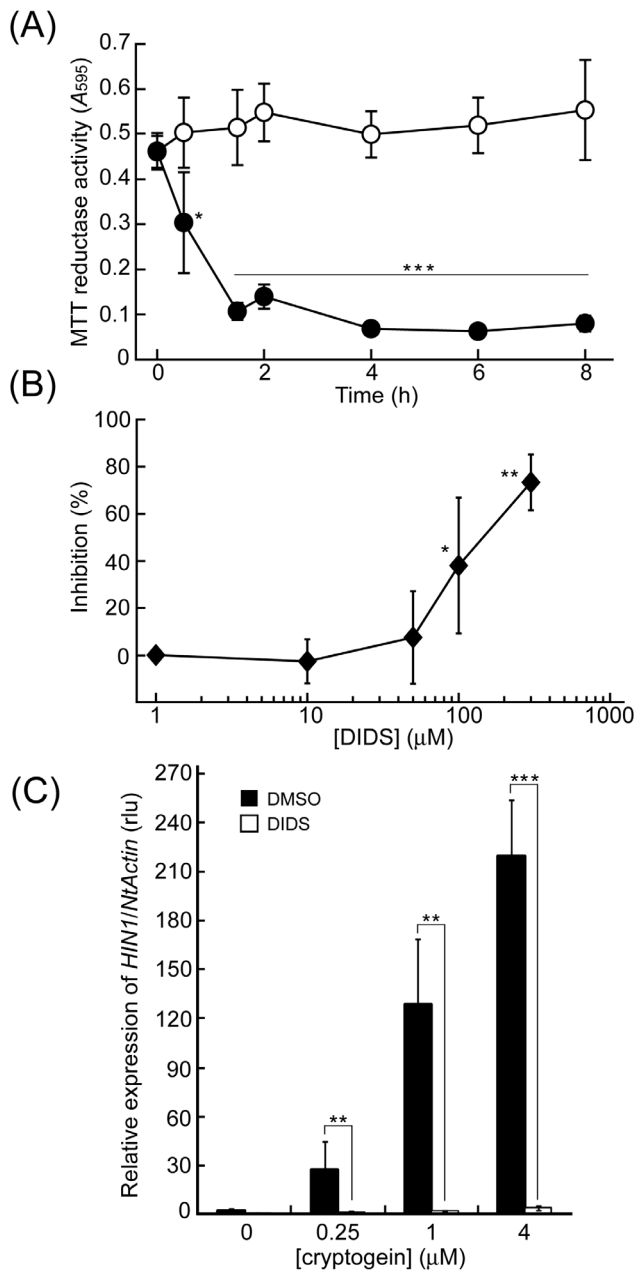 (A)
MTT reductase activity (A595)
0.7
0.6
0.5
0.4
0.3
0.2
0.1
0
*
***
0 2 4 6 8
Time (h)
(B)
Inhibition (%)
100
80
60
40
20
0
*
**
1 10 100 1000
[DIDS] (μM)
(C)
Relative expression of HIN1/NtActin (rlu)
270
240
210
180
150
120
90
60
30
0
DMSO
DIDS
**
**
***
0 0.25 1 4
[cryptogein] (μM)